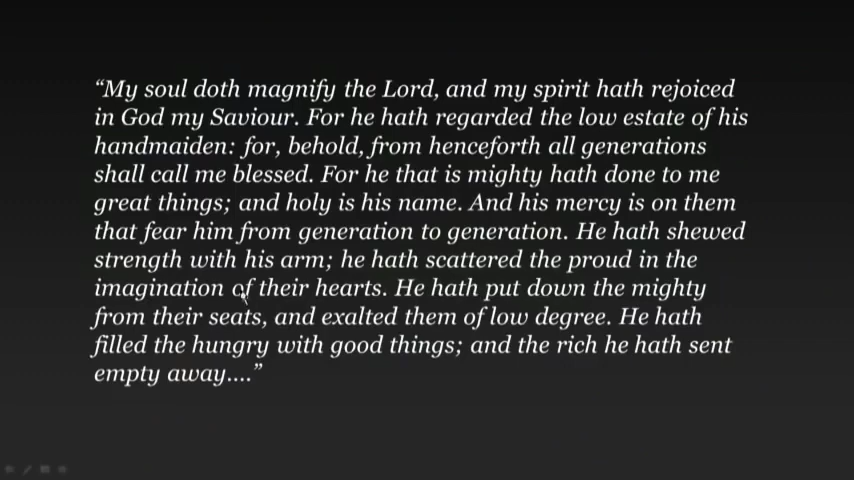 “My soul doth magnify the Lord, and my spirit hath rejoiced
in God my Saviour. For he hath regarded the low estate of his
handmaiden: for, behold, from henceforth all generations
shall call me blessed. For he that is mighty hath done to me
great things; and holy is his name. And his mercy is on them
that fear him from generation to generation. He hath shewed
strength with his arm; he hath scattered the proud in the
imagination of their hearts. He hath put down the mighty
from their seats, and exalted them of low degree. He hath
filled the hungry with good things; and the rich he hath sent
empty away....”